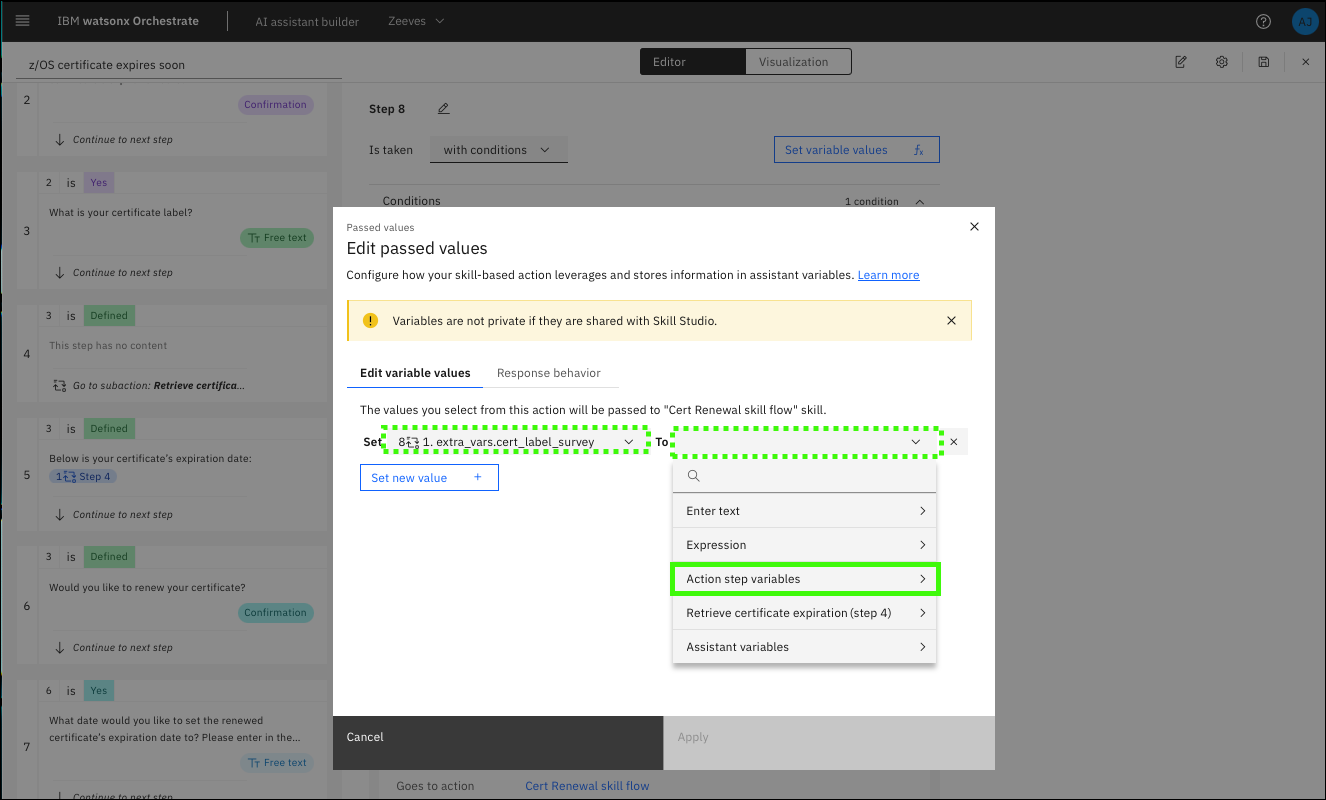 IBM watsonx Orchestrate
AI assistant builder
Zeeves
AJ
z/OS certificate expires soon
Editor
Visualization
2
Confirmation
Continue to next step
2 is Yes
What is your certificate label?
3
Free text
Continue to next step
3 is Defined
This step has no content
4
Go to subaction: Retrieve certifica...
3 is Defined
Below is your certificate's expiration date:
5
1 Step 4
Continue to next step
3 is Defined
Would you like to renew your certificate?
6
Confirmation
Continue to next step
6 is Yes
What date would you like to set the renewed
certificate's expiration date to? Please enter in the...
7
Free text
Continue to next step
Step 8
Is taken
with conditions
Set variable values fx
Conditions
1 condition
Passed values
Edit passed values
Configure how your skill-based action leverages and stores information in assistant variables. Learn more
Variables are not private if they are shared with Skill Studio.
Edit variable values
Response behavior
The values you select from this action will be passed to "Cert Renewal skill flow" skill.
Set 8 1. extra_vars.cert_label_survey To
Set new value +
Enter text
Expression
Action step variables
Retrieve certificate expiration (step 4)
Assistant variables
Cancel
Apply
Goes to action
Cert Renewal skill flow